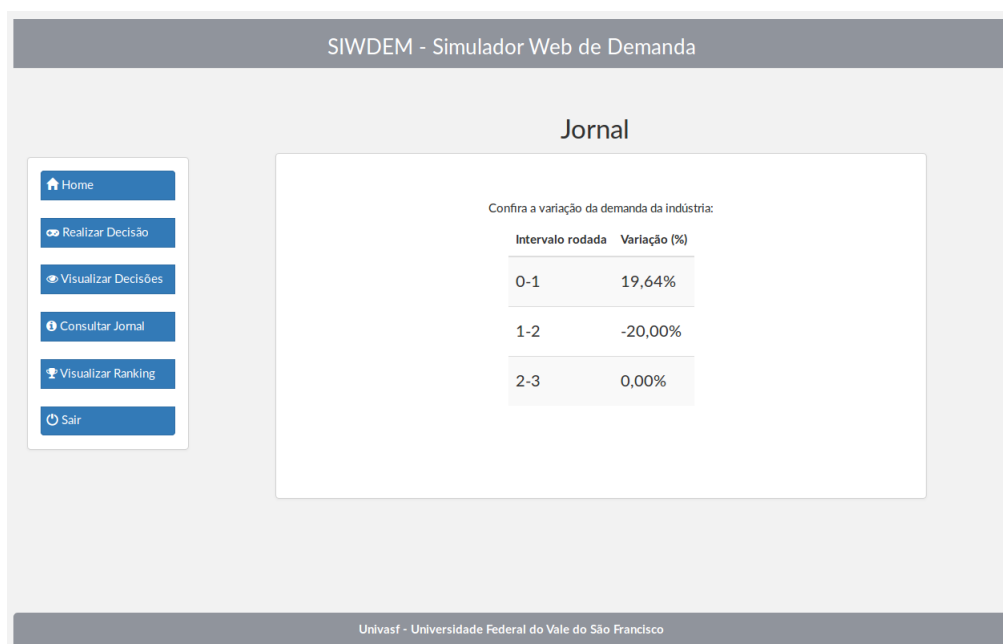 SIWDEM - Simulador Web de Demanda
Jornal
Home
Realizar Decisão
Visualizar Decisões
Consultar Jornal
Visualizar Ranking
Sair
Confira a variação da demanda da indústria:
Intervalo rodada Variação (%)
0-1 19,64%
1-2 -20,00%
2-3 0,00%
Univasf - Universidade Federal do Vale do São Francisco